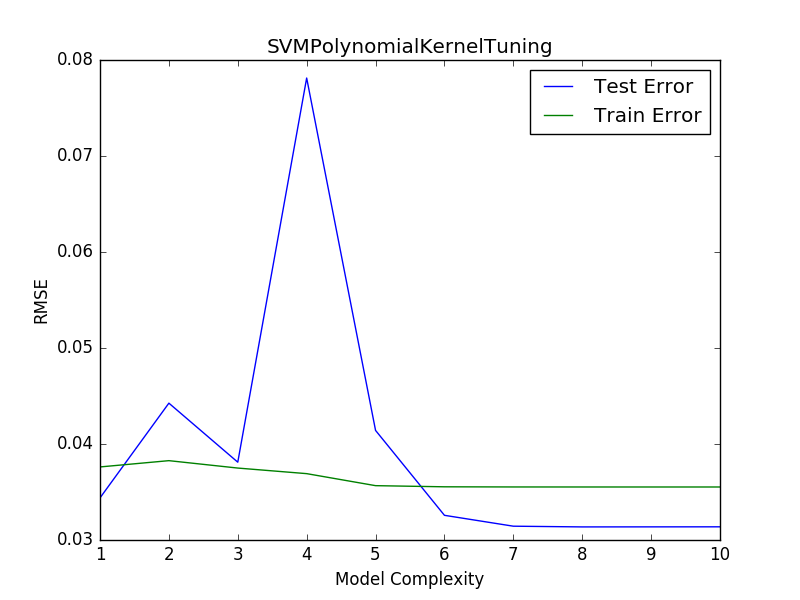 SVMPolynomialKernelTuning
0.08
0.07
0.06
0.05
0.04
0.03
RMSE
Test Error
Train Error
1 2 3 4 5 6 7 8 9 10
Model Complexity